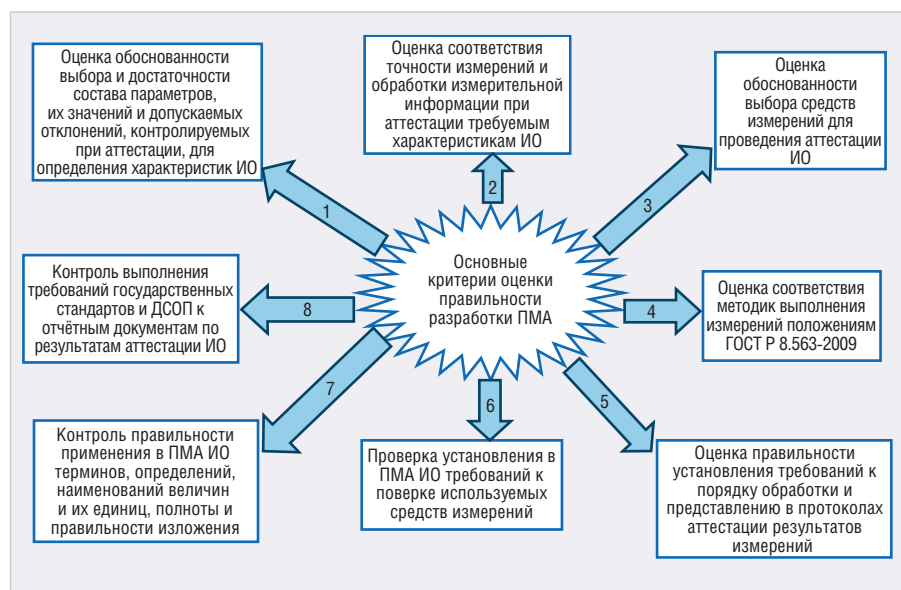 Оценка обоснованности
выбора и достаточности
состава параметров,
их значений и допускаемых
отклонений, контролируемых
при аттестации, для
определения характеристик ИО
Оценка соответствия
точности измерений и
обработки измерительной
информации при
аттестации требуемым
характеристикам ИО
Оценка
обоснованности
выбора средств
измерений для
проведения аттестации
ИО
1
2
3
Основные
критерии оценки
правильности
разработки ПМА
Контроль выполнения
требований государственных
стандартов и ДСОП к
отчётным документам по
результатам аттестации ИО
8
4
Оценка соответствия
методик выполнения
измерений положениям
ГОСТ Р 8.563-2009
7
6
5
Контроль правильности
применения в ПМА ИО
терминов, определений,
наименований величин
и их единиц, полноты и
правильности изложения
Проверка установления в
ПМА ИО требований к
поверке используемых
средств измерений
Оценка правильности
установления требований к
порядку обработки и
представлению в протоколах
аттестации результатов
измерений